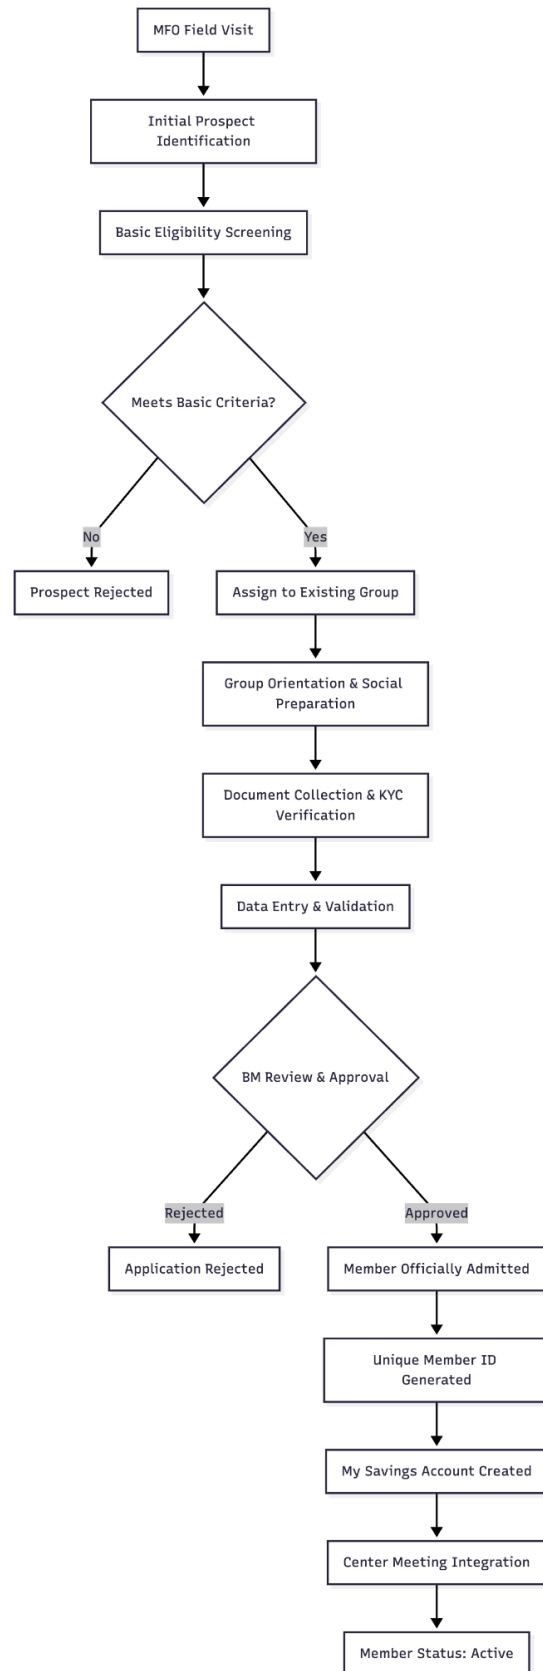 MFO Field Visit
Initial Prospect
Identification
Basic Eligibility Screening
Meets Basic Criteria?
No
Yes
Prospect Rejected
Assign to Existing Group
Group Orientation & Social
Preparation
Document Collection & KYC
Verification
Data Entry & Validation
BM Review & Approval
Rejected
Approved
Application Rejected
Member Officially Admitted
Unique Member ID
Generated
My Savings Account Created
Center Meeting Integration
Member Status: Active